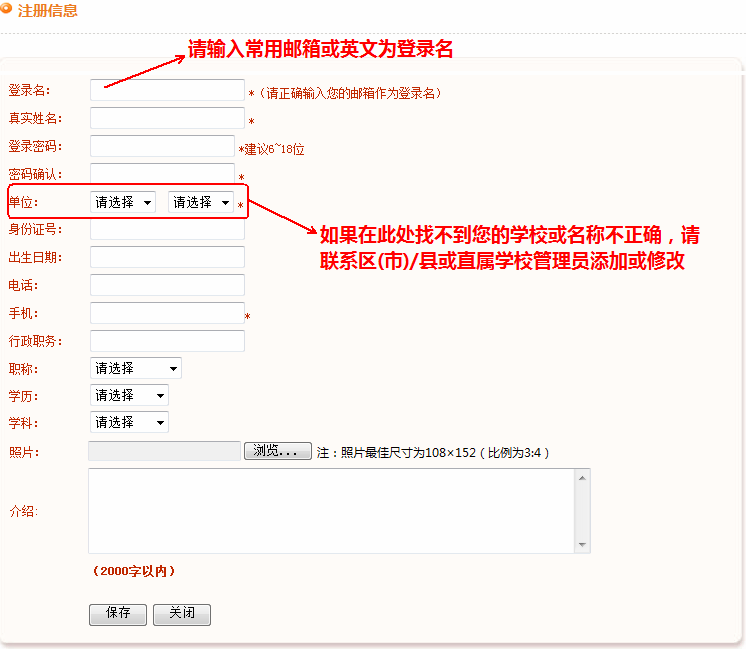 注册信息
请输入常用邮箱或英文为登录名
登录名: *（请正确输入您的邮箱作为登录名）
真实姓名: *
登录密码: *建议6~18位
密码确认: *
单位: 请选择 请选择 *
身份证号:
如果在此处找不到您的学校或名称不正确，请
联系区(市)/县或直属学校管理员添加或修改
出生日期:
电话:
手机: *
行政职务:
职称: 请选择
学历: 请选择
学科: 请选择
照片: 浏览... 注：照片最佳尺寸为108×152（比例为3:4）
介绍:
（2000字以内）
保存 关闭